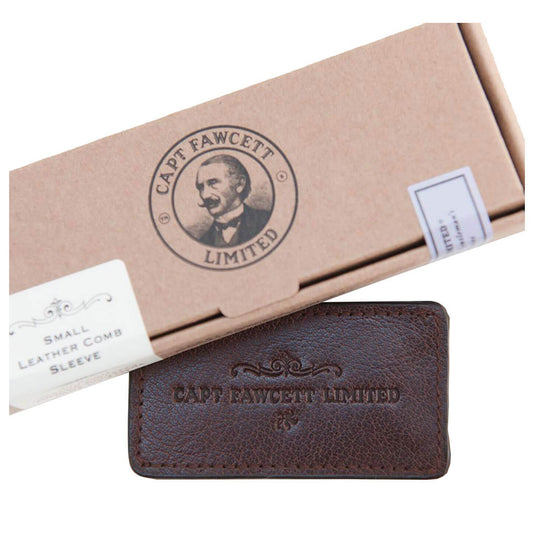 CAPT FAWCETT
LIMITED
SMALL
LEATHER COMB
SLEEVE
CAPT FAWCETT LIMITED